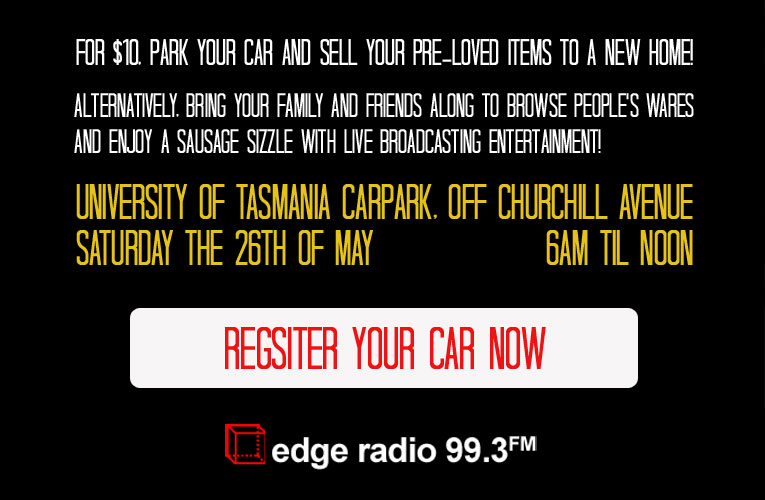 FOR $10, PARK YOUR CAR AND SELL YOUR PRE-LOVED ITEMS TO A NEW HOME!
ALTERNATIVELY, BRING YOUR FAMILY AND FRIENDS ALONG TO BROWSE PEOPLE'S WARES
AND ENJOY A SAUSAGE SIZZLE WITH LIVE BROADCASTING ENTERTAINMENT!
UNIVERSITY OF TASMANIA CARPARK, OFF CHURCHILL AVENUE
SATURDAY THE 26TH OF MAY 6AM TIL NOON
REGSITER YOUR CAR NOW
edge radio 99.3FM